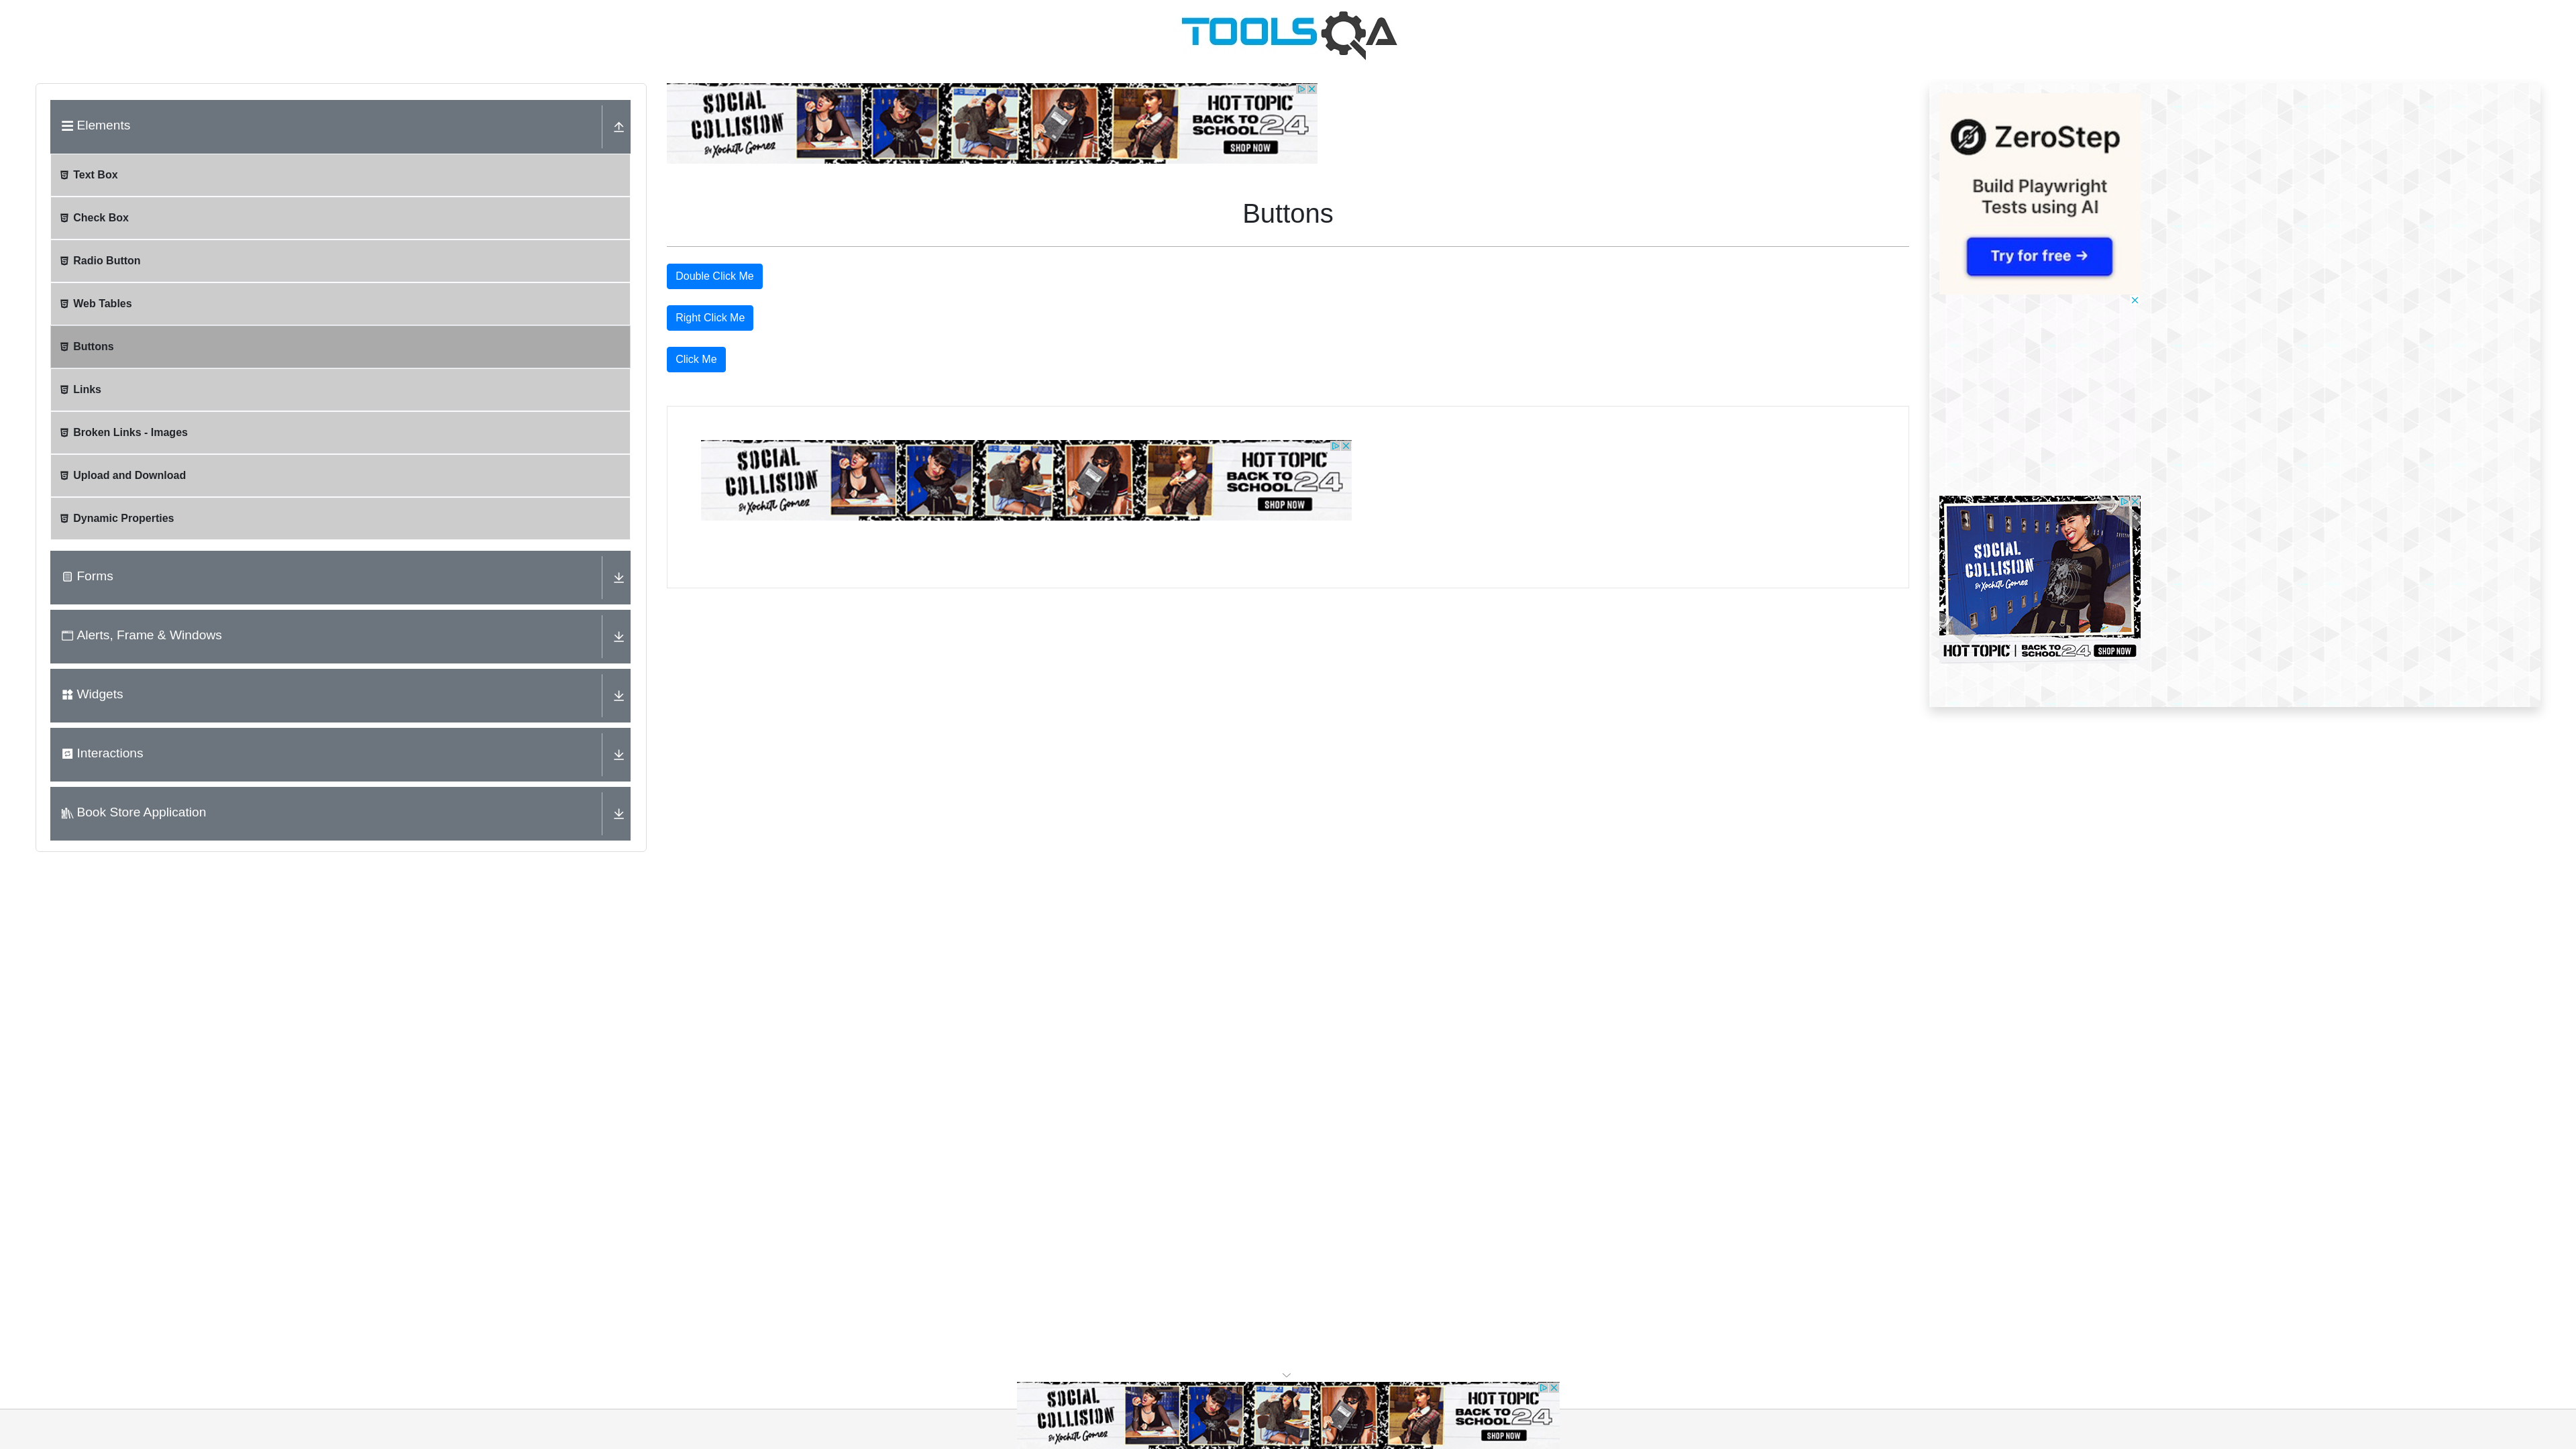 TOOLSQA
Elements
Text Box
Check Box
Radio Button
Web Tables
Buttons
Links
Broken Links - Images
Upload and Download
Dynamic Properties
Forms
Alerts, Frame & Windows
Widgets
Interactions
Book Store Application
SOCIAL
COLLISION
By Xochitl Gomez
HOT TOPIC
BACK TO
SCHOOL 24
SHOP NOW
Buttons
Double Click Me
Right Click Me
Click Me
SOCIAL
COLLISION
By Xochitl Gomez
HOT TOPIC
BACK TO
SCHOOL 24
SHOP NOW
ZeroStep
Build Playwright
Tests using AI
Try for free →
SOCIAL
COLLISION
By Xochitl Gomez
HOT TOPIC | BACK TO SCHOOL 24 SHOP NOW
SOCIAL
COLLISION
By Xochitl Gomez
HOT TOPIC
BACK TO
SCHOOL 24
SHOP NOW